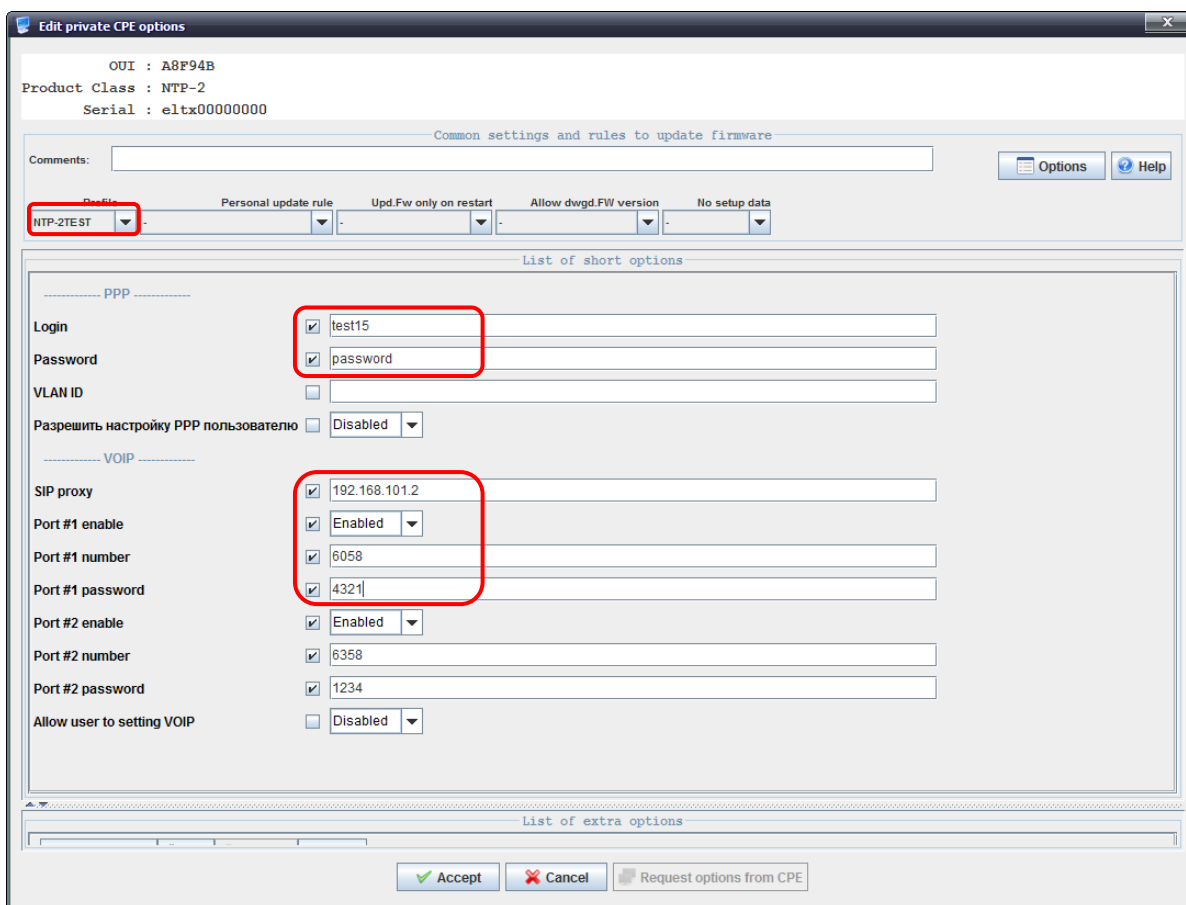 Edit private CPE options
x
OUI : A8F94B
Product Class : NTP-2
Serial : eltx00000000
Common settings and rules to update firmware
Comments:
Options
Help
Profile Personal update rule Upd.Fw only on restart Allow dwgd.FW version No setup data
NTP-2TEST - - - -
List of short options
------------- PPP -------------
Login test15
Password password
VLAN ID
Разрешить настройку PPP пользователю Disabled
------------- VOIP -------------
SIP proxy 192.168.101.2
Port #1 enable Enabled
Port #1 number 6058
Port #1 password 4321
Port #2 enable Enabled
Port #2 number 6358
Port #2 password 1234
Allow user to setting VOIP Disabled
List of extra options
Accept Cancel Request options from CPE